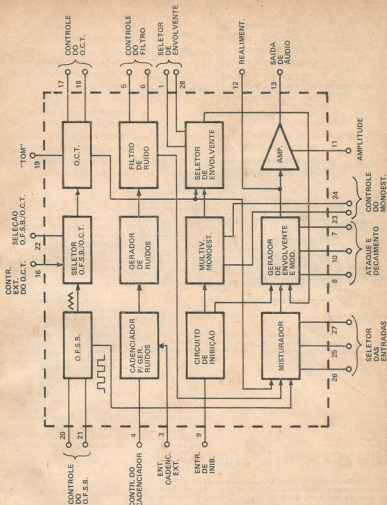 CONTROLE
DO
O.C.T.
CONTROLE
DO
FILTRO
SELETOR
DE
ENVOLVENTE
REALIMENT.
SAÍDA
DE
ÁUDIO
17
18
5
6
1
28
12
13
"TOM"
19
O.C.T.
FILTRO
DE
RUÍDO
SELETOR
DE
ENVOLVENTE
AMP.
11
AMPLITUDE
SELEÇÃO
O.F.S.B./O.C.T.
22
CONTR.
EXT.
DO O.C.T.
16
SELETOR
O.F.S.B./O.C.T.
GERADOR
DE
RUÍDOS
MULTIV.
MONOEST.
GERADOR
DE
ENVOLVENTE
E MOD.
24
23
CONTROLE
DO
MONOEST.
7
10
8
ATAQUE E
DECAIMENTO
O.F.S.B.
CADENCIADOR
P/ GER.
RUÍDOS
CIRCUITO
DE
INIBIÇÃO
MISTURADOR
27
25
26
SELETOR
DAS
ENTRADAS
20
21
4
3
9
CONTROLE
DO
O.F.S.B.
CONTR. DO
CADENCIADOR
ENT.
CADENC.
EXT.
ENTR.
DE
INIB.